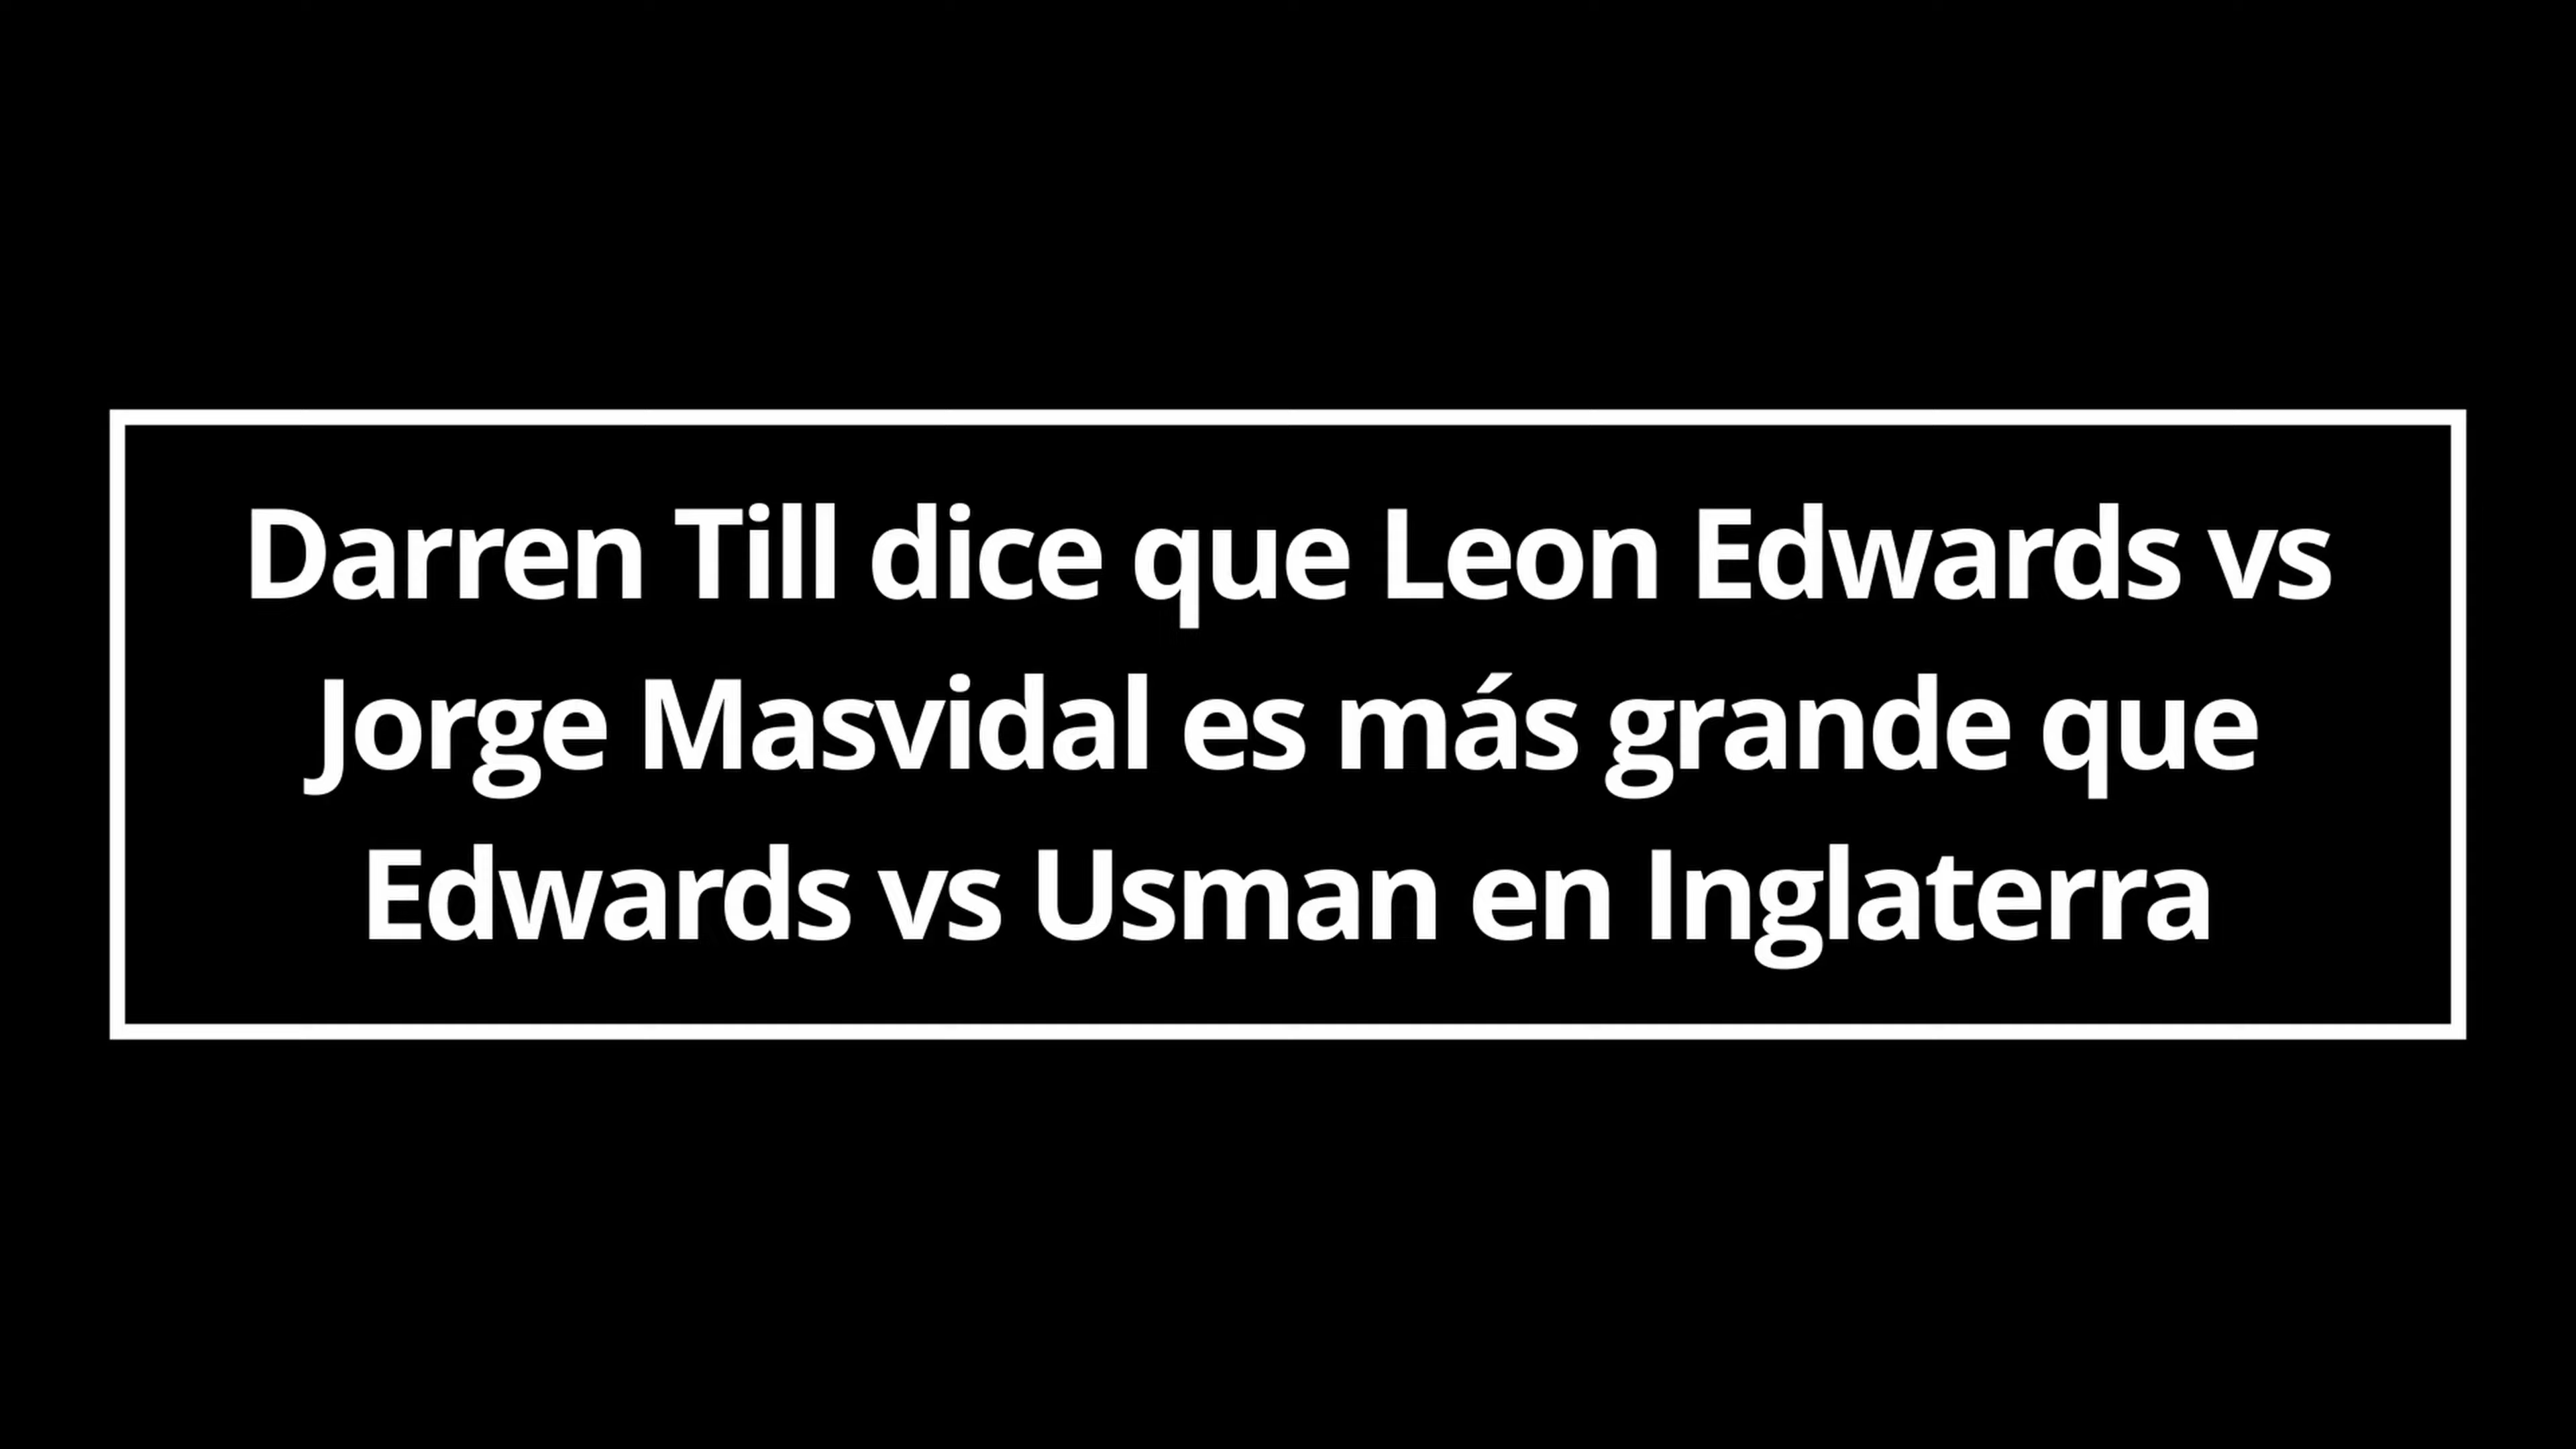 Darren Till dice que Leon Edwards vs
Jorge Masvidal es más grande que
Edwards vs Usman en Inglaterra